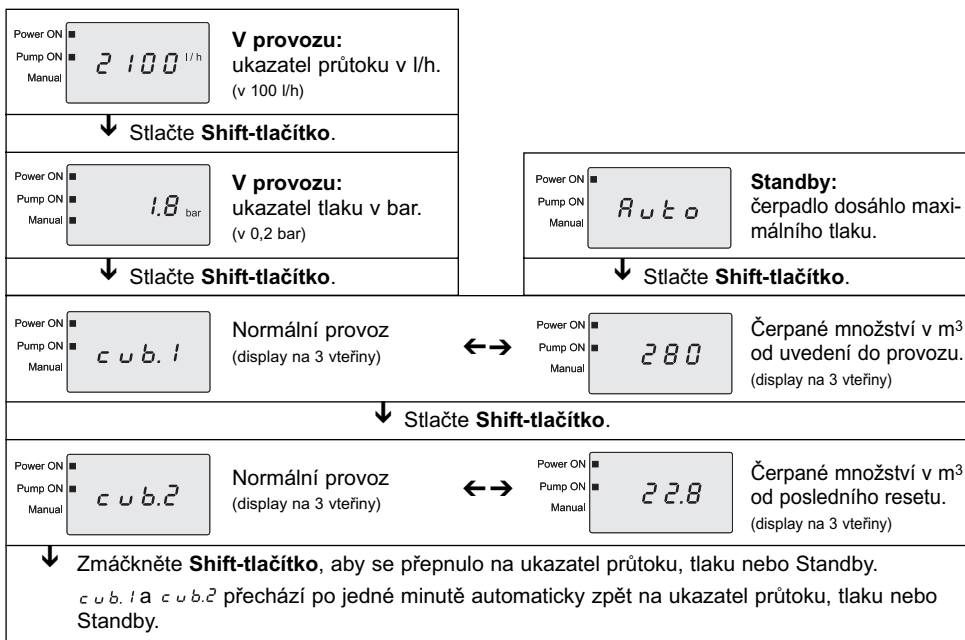 Power ON
Pump ON
Manual
2100 l/h
V provozu:
ukazatel průtoku v l/h.
(v 100 l/h)
Stlačte Shift-tlačítko.
Power ON
Pump ON
Manual
1.8 bar
V provozu:
ukazatel tlaku v bar.
(v 0,2 bar)
Power ON
Pump ON
Manual
Auto
Standby:
čerpadlo dosáhlo maxi-
málního tlaku.
Stlačte Shift-tlačítko.
Stlačte Shift-tlačítko.
Power ON
Pump ON
Manual
cub.1
Normální provoz
(display na 3 vteřiny)
Power ON
Pump ON
Manual
280
Čerpané množství v m³
od uvedení do provozu.
(display na 3 vteřiny)
Stlačte Shift-tlačítko.
Power ON
Pump ON
Manual
cub.2
Normální provoz
(display na 3 vteřiny)
Power ON
Pump ON
Manual
22.8
Čerpané množství v m³
od posledního resetu.
(display na 3 vteřiny)
Zmáčkněte Shift-tlačítko, aby se přepnulo na ukazatel průtoku, tlaku nebo Standby.
cub.1 a cub.2 přechází po jedné minutě automaticky zpět na ukazatel průtoku, tlaku nebo
Standby.